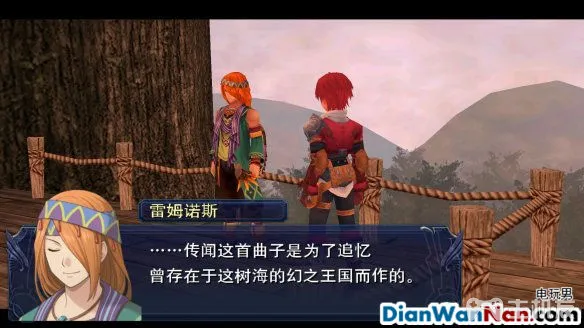 雷姆诺斯
……传闻这首曲子是为了追忆
曾存在于这树海的幻之王国而作的。
电玩男
DianWanNan.com